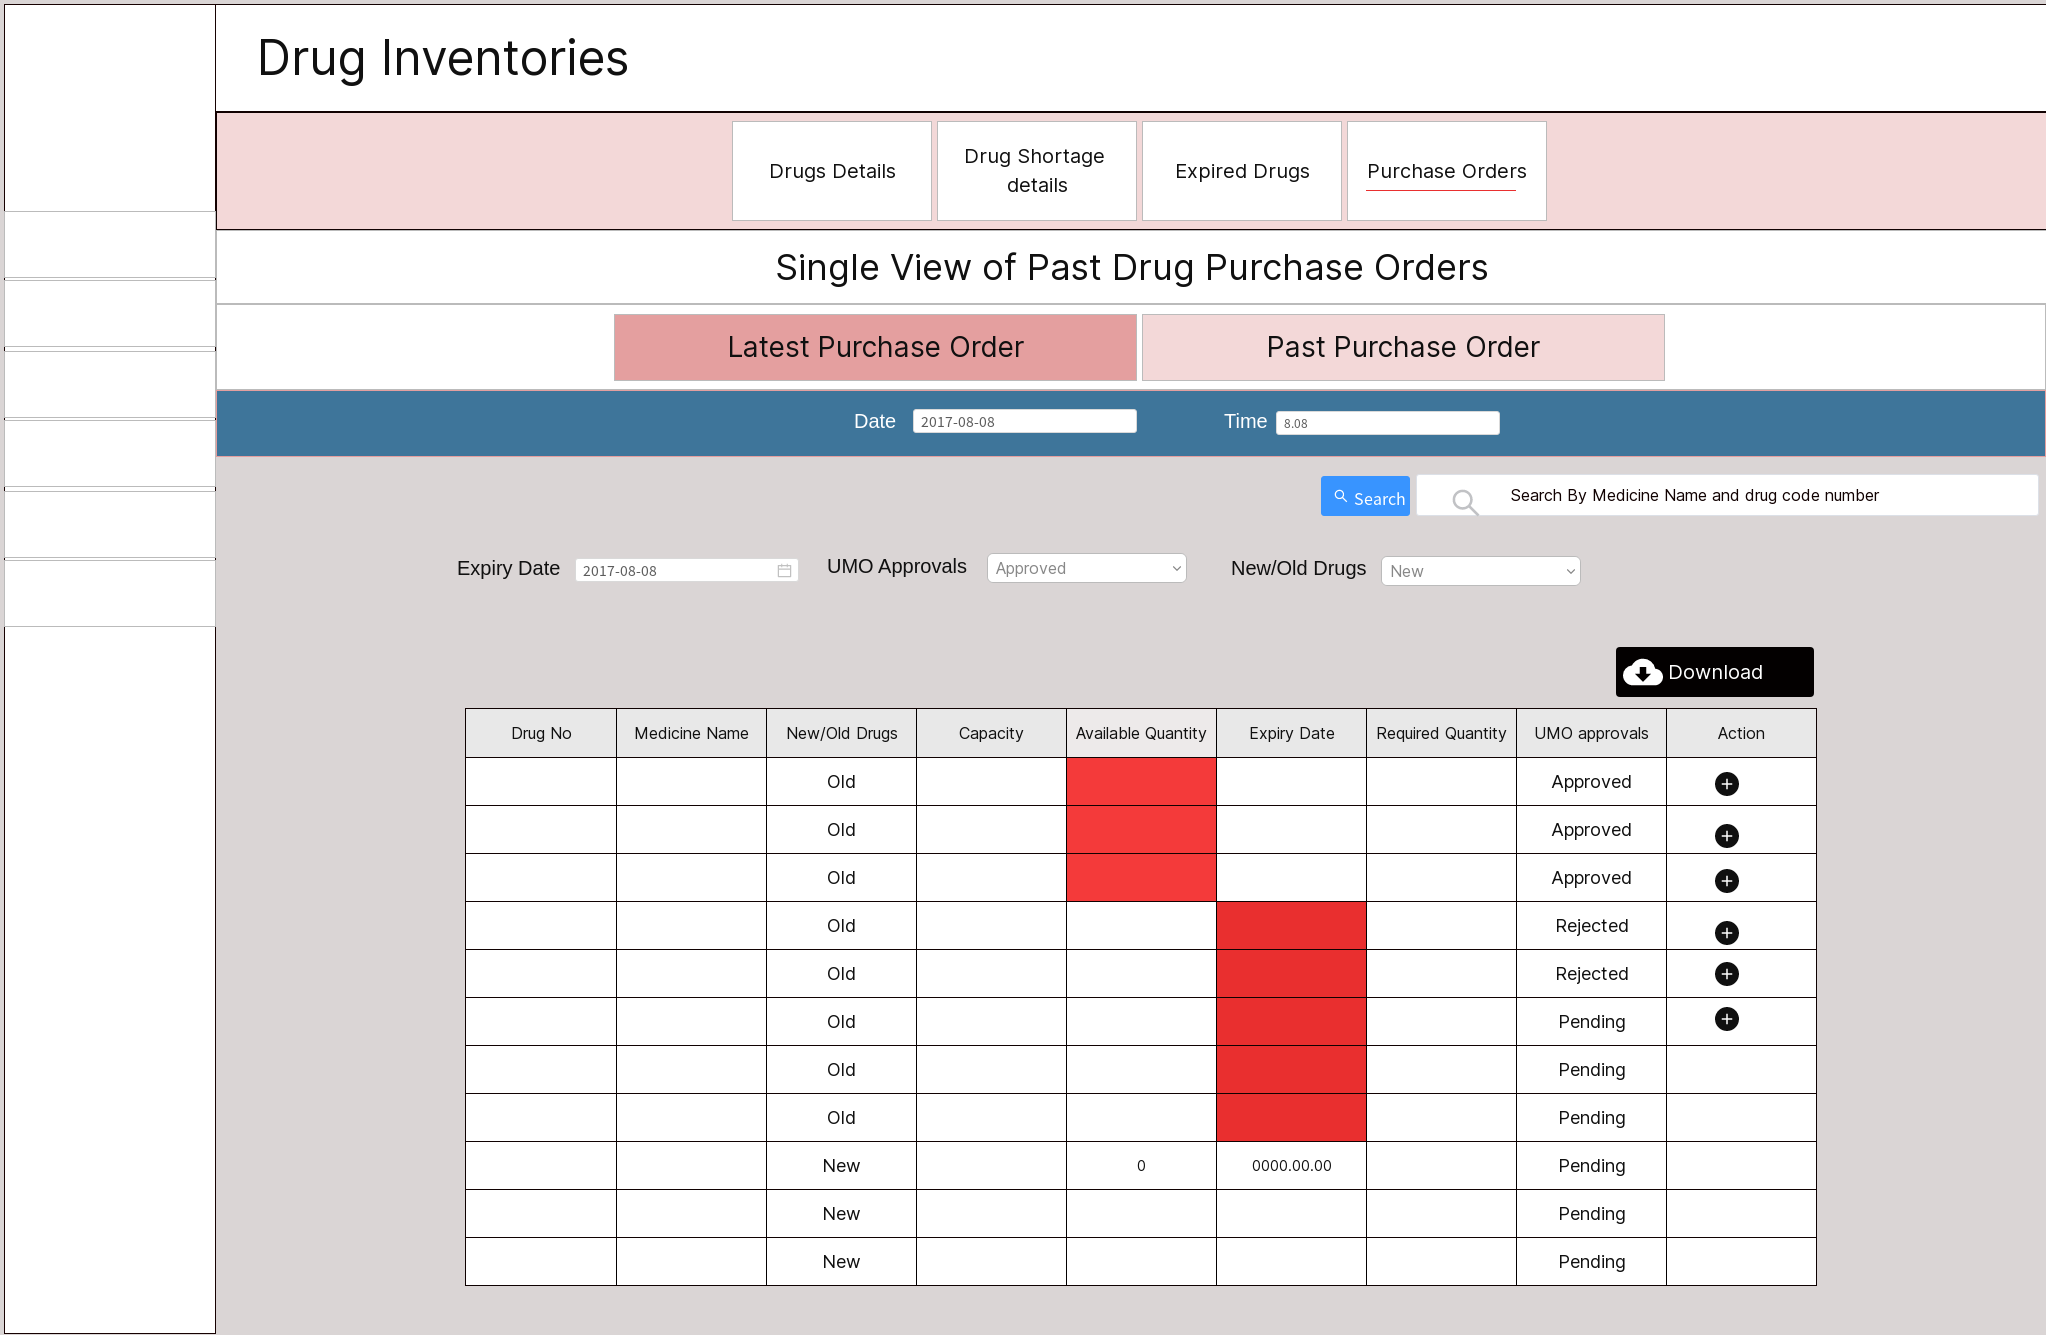 Drug Inventories
Drugs Details
Drug Shortage
details
Expired Drugs
Purchase Orders
Single View of Past Drug Purchase Orders
Latest Purchase Order
Past Purchase Order
Date 2017-08-08
Time 8.08
Search
Search By Medicine Name and drug code number
Expiry Date 2017-08-08
UMO Approvals Approved
New/Old Drugs New
Download
Drug No Medicine Name New/Old Drugs Capacity Available Quantity Expiry Date Required Quantity UMO approvals Action
Old Approved
Old Approved
Old Approved
Old Rejected
Old Rejected
Old Pending
Old Pending
Old Pending
New 0 0000.00.00 Pending
New Pending
New Pending